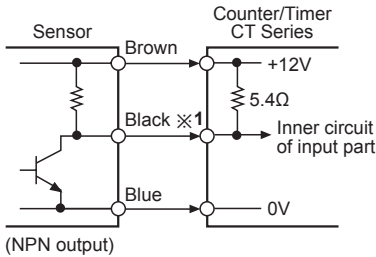 Counter/Timer
CT Series
Sensor
Brown
+12V
5.4Ω
Black ※1
Inner circuit
of input part
Blue
0V
(NPN output)